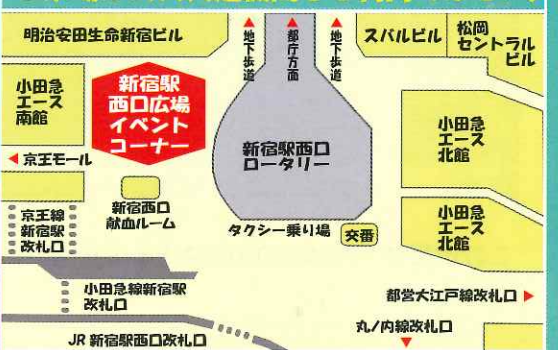 明治安田生命新宿ビル
地下歩道
都庁方面
地下歩道
スバルビル
松岡
セントラル
ビル
小田急
エース
南館
新宿駅
西口広場
イベント
コーナー
新宿駅西口
ロータリー
小田急
エース
北館
京王モール
新宿西口
献血ルーム
京王線
新宿駅
改札口
タクシー乗り場
交番
小田急
エース
北館
小田急線新宿駅
改札口
都営大江戸線改札口
JR 新宿駅西口改札口
丸ノ内線改札口